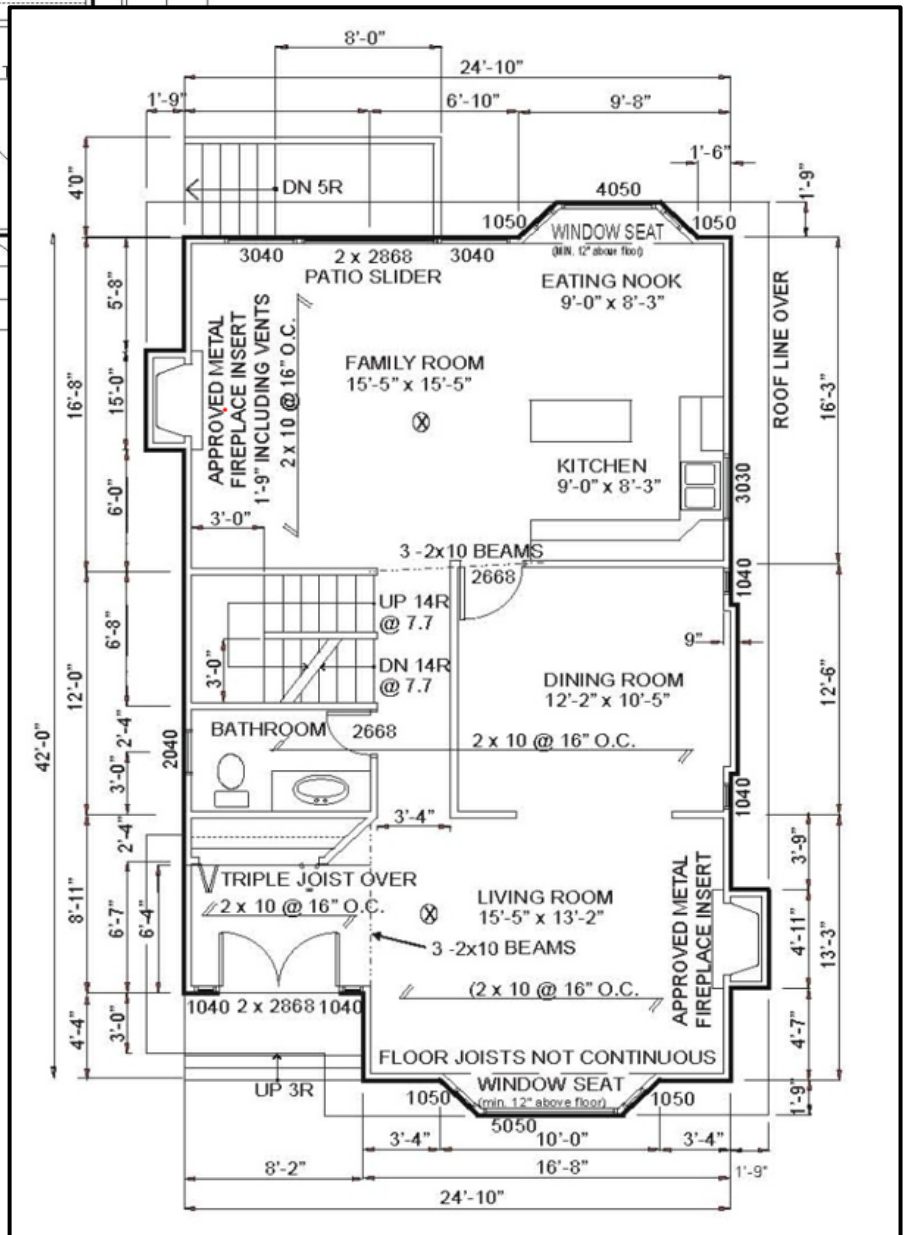 8'-0"
24'-10"
1'-9"
6'-10"
9'-8"
1'-6"
4'0"
DN 5R
4050
1'-9"
1050
WINDOW SEAT
1050
(MIN. 12" above floor)
3040
2 x 2868
3040
PATIO SLIDER
EATING NOOK
9'-0" x 8'-3"
5'-8"
16'-8"
15'-0"
6'-0"
APPROVED METAL
FIREPLACE INSERT
1'-9" INCLUDING VENTS
2 x 10 @ 16" O.C.
FAMILY ROOM
15'-5" x 15'-5"
ROOF LINE OVER
16'-3"
KITCHEN
9'-0" x 8'-3"
3030
3'-0"
3 -2x10 BEAMS
2668
1040
UP 14R
@ 7.7
6'-8"
12'-0"
3'-0"
DN 14R
@ 7.7
9"
DINING ROOM
12'-2" x 10'-5"
12'-6"
42'-0"
2'-4"
3'-0"
2040
BATHROOM
2668
2 x 10 @ 16" O.C.
1040
3'-4"
2'-4"
3'-9"
8'-11"
6'-7"
6'-4"
TRIPLE JOIST OVER
2 x 10 @ 16" O.C.
LIVING ROOM
15'-5" x 13'-2"
3 -2x10 BEAMS
APPROVED METAL
FIREPLACE INSERT
4'-11"
13'-3"
(2 x 10 @ 16" O.C.
1040
2 x 2868
1040
4'-4"
3'-0"
4'-7"
FLOOR JOISTS NOT CONTINUOUS
UP 3R
WINDOW SEAT
1050
(min. 12" above floor)
1050
1'-9"
5050
3'-4"
10'-0"
3'-4"
8'-2"
16'-8"
1'-9"
24'-10"